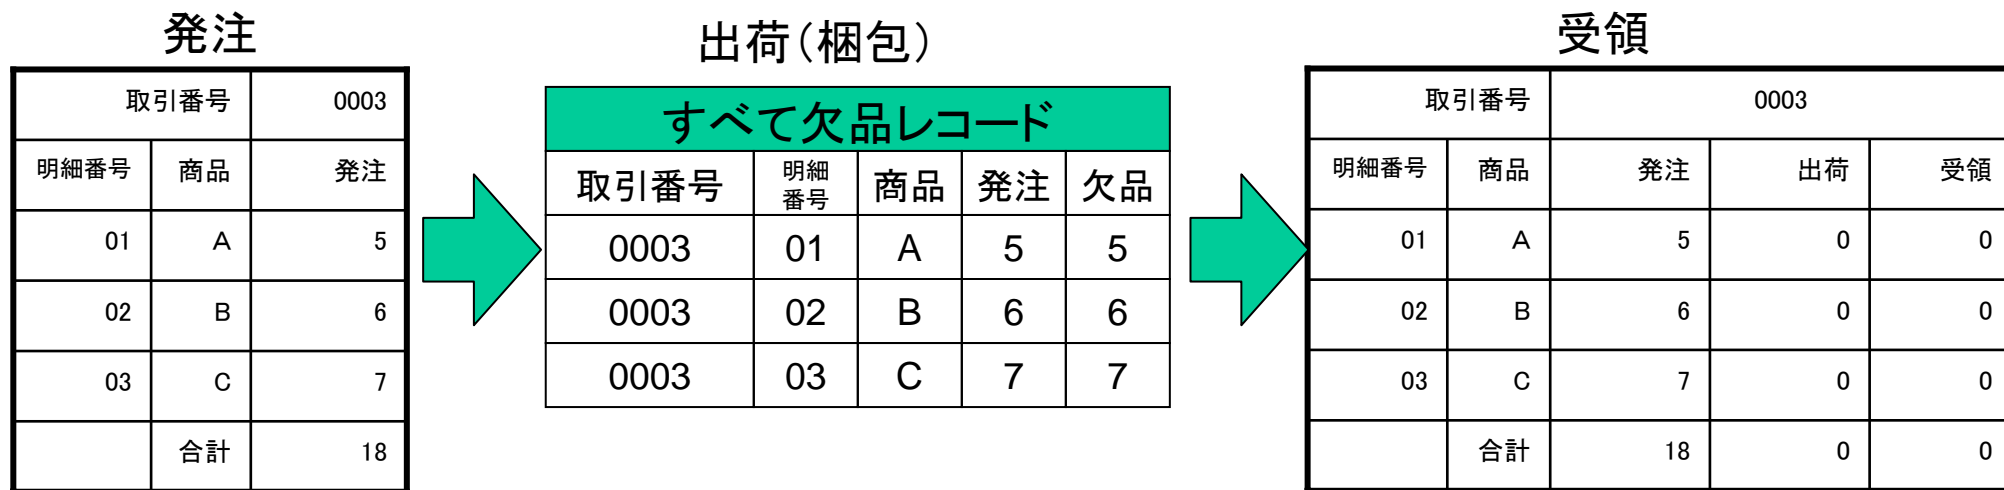 発注
取引番号 0003
明細番号 商品 発注
01 A 5
02 B 6
03 C 7
合計 18
出荷(梱包)
すべて欠品レコード
取引番号 明細番号 商品 発注 欠品
0003 01 A 5 5
0003 02 B 6 6
0003 03 C 7 7
受領
取引番号 0003
明細番号 商品 発注 出荷 受領
01 A 5 0 0
02 B 6 0 0
03 C 7 0 0
合計 18 0 0